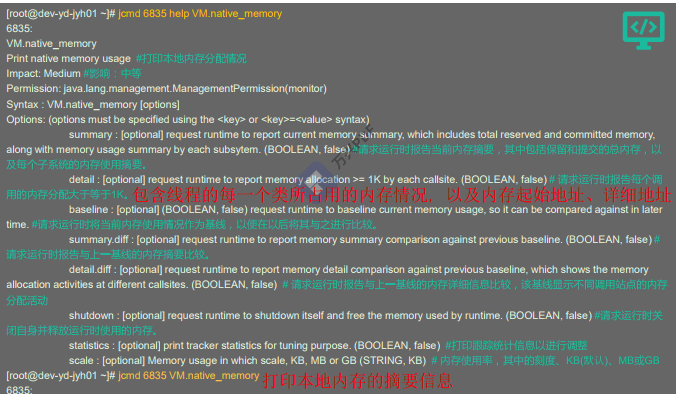 [root@dev-yd-jyh01 ~]# jcmd 6835 help VM.native_memory
6835:
VM.native_memory
Print native memory usage #打印本地内存分配情况
Impact: Medium #影响：中等
Permission: java.lang.management.ManagementPermission(monitor)
Syntax : VM.native_memory [options]
Options: (options must be specified using the <key> or <key>=<value> syntax)
summary : [optional] request runtime to report current memory summary, which includes total reserved and committed memory,
along with memory usage summary by each subsytem. (BOOLEAN, false) #请求运行时报告当前内存摘要，其中包括保留和提交的总内存，以
及每个子系统的内存使用摘要。
detail : [optional] request runtime to report memory allocation >= 1K by each callsite. (BOOLEAN, false) # 请求运行时报告每个调
用的内存分配大于等于1K。包含线程的每一个类所占用的内存情况，以及内存起始地址、详细地址
baseline : [optional] (BOOLEAN, false) request runtime to baseline current memory usage, so it can be compared against in later
time. #请求运行时将当前内存使用情况作为基线，以便在以后将其与之进行比较。
summary.diff : [optional] request runtime to report memory summary comparison against previous baseline. (BOOLEAN, false) #
请求运行时报告与上一基线的内存摘要比较。
detail.diff : [optional] request runtime to report memory detail comparison against previous baseline, which shows the memory
allocation activities at different callsites. (BOOLEAN, false) # 请求运行时报告与上一基线的内存详细信息比较，该基线显示不同调用站点的内存
分配活动
shutdown : [optional] request runtime to shutdown itself and free the memory used by runtime. (BOOLEAN, false) #请求运行时关
闭自身并释放运行时使用的内存。
statistics : [optional] print tracker statistics for tuning purpose. (BOOLEAN, false) #打印跟踪统计信息以进行调整
scale : [optional] Memory usage in which scale, KB, MB or GB (STRING, KB) # 内存使用率，其中的刻度。KB(默认)、MB或GB
[root@dev-yd-jyh01 ~]# jcmd 6835 VM.native_memory 打印本地内存的摘要信息
6835: